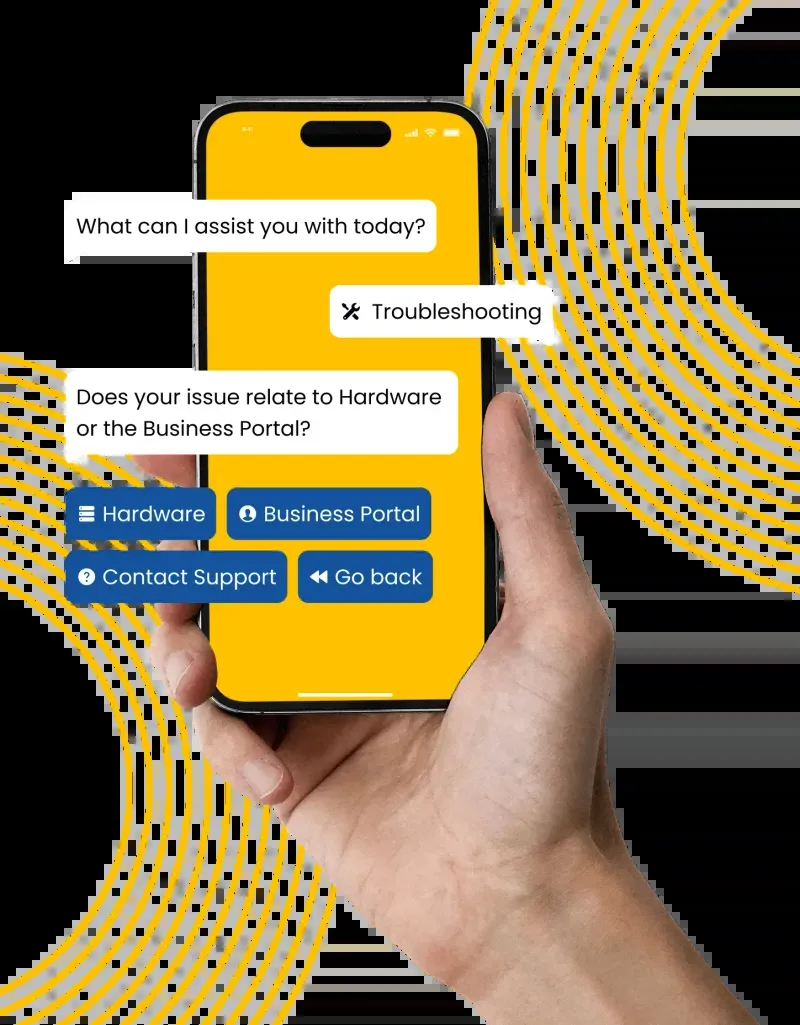 What can I assist you with today?
Troubleshooting
Does your issue relate to Hardware
or the Business Portal?
Hardware
Business Portal
Contact Support
Go back